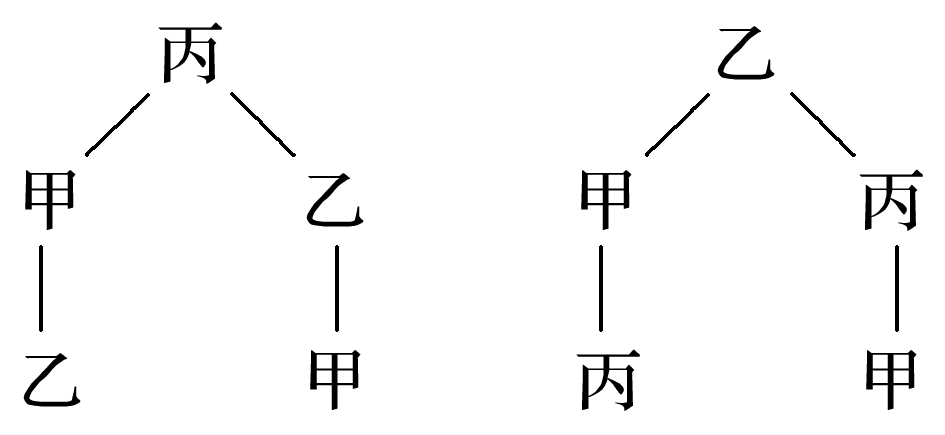 丙 乙
甲 乙 甲 丙
乙 甲 丙 甲